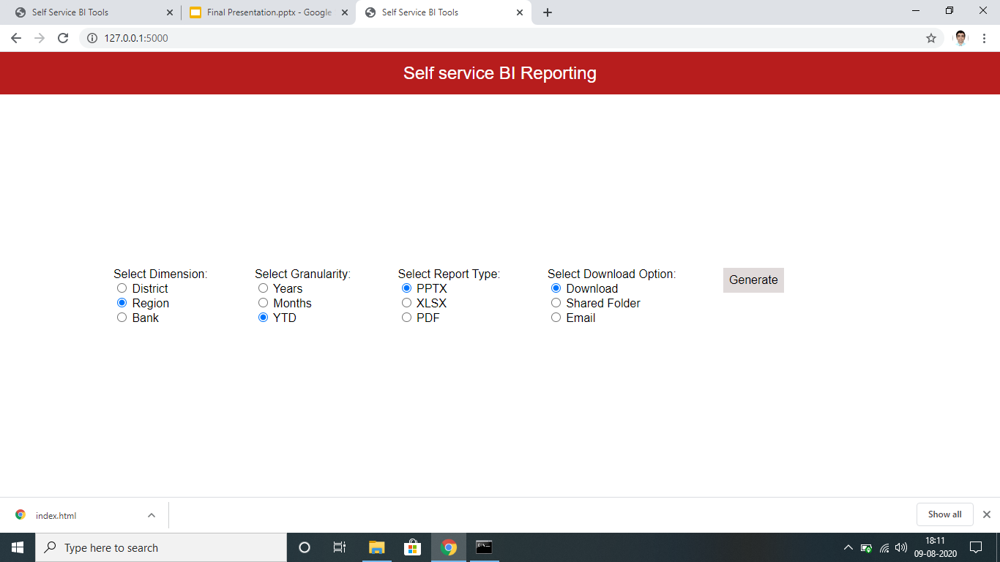 Self Service BI Tools
Final Presentation.pptx - Google
Self Service BI Tools
127.0.0.1:5000
Self service BI Reporting
Select Dimension:
District
Region
Bank
Select Granularity:
Years
Months
YTD
Select Report Type:
PPTX
XLSX
PDF
Select Download Option:
Download
Shared Folder
Email
Generate
index.html
Show all
Type here to search
18:11
09-08-2020